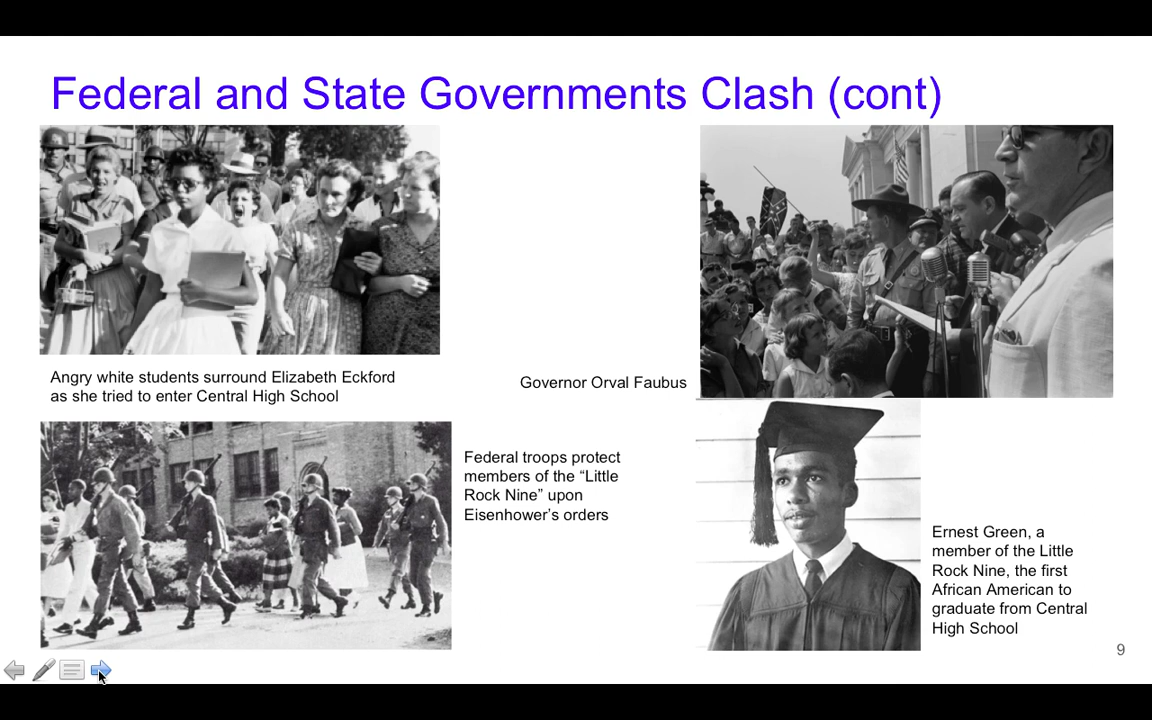 Federal and State Governments Clash (cont)
Angry white students surround Elizabeth Eckford
as she tried to enter Central High School
Governor Orval Faubus
Federal troops protect
members of the “Little
Rock Nine” upon
Eisenhower’s orders
Ernest Green, a
member of the Little
Rock Nine, the first
African American to
graduate from Central
High School
9